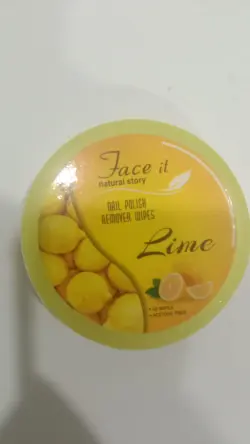 Face it
natural story
NAIL POLISH
REMOVER WIPES
Lime